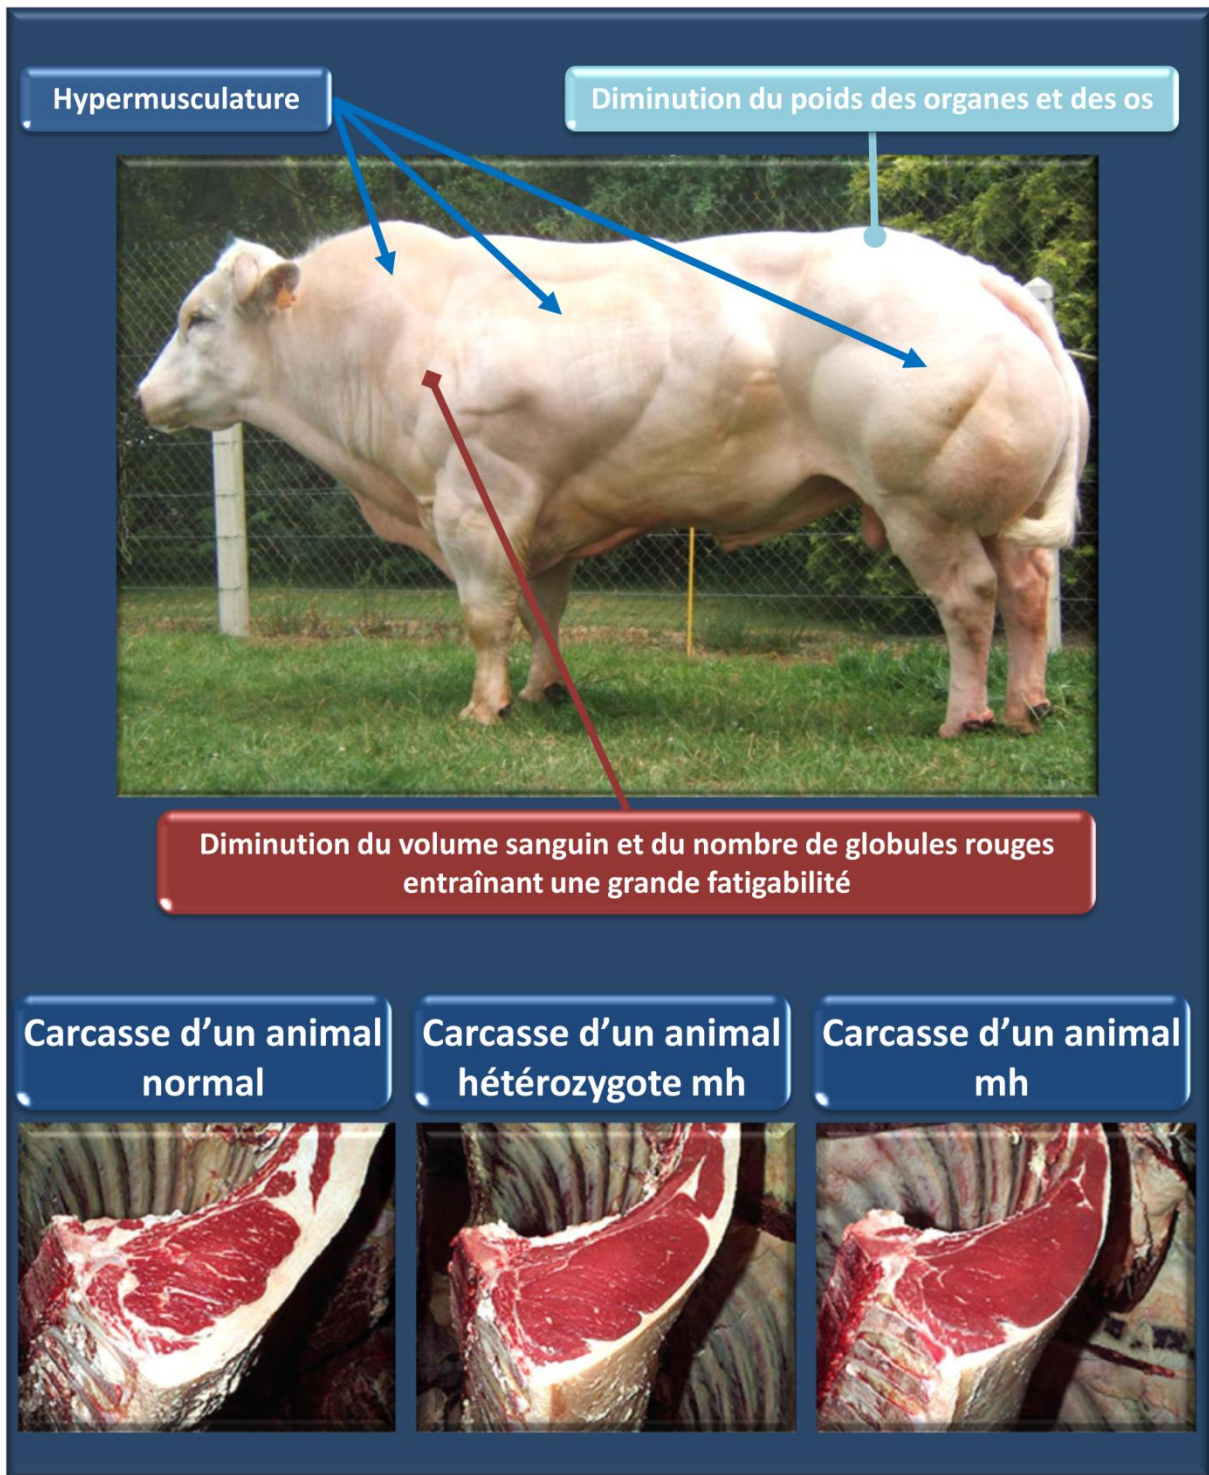 Hypermusculature
Diminution du poids des organes et des os
Diminution du volume sanguin et du nombre de globules rouges
entraînant une grande fatigabilité
Carcasse d’un animal
normal
Carcasse d’un animal
hétérozygote mh
Carcasse d’un animal
mh